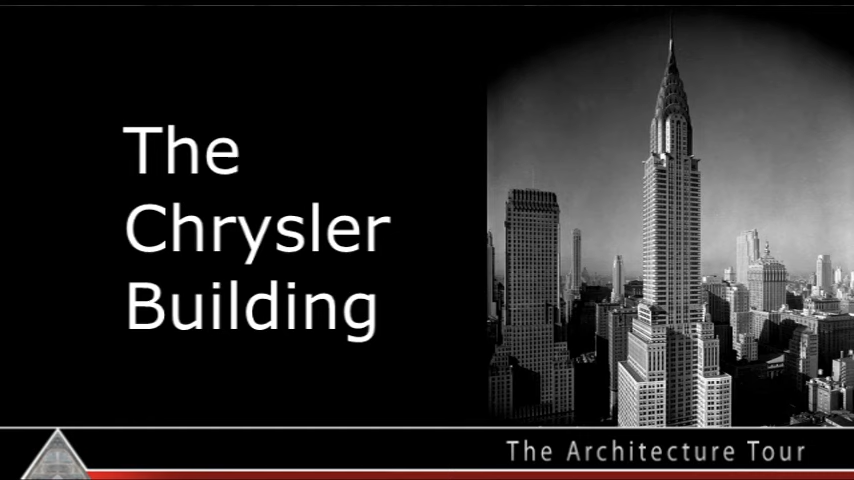 The
Chrysler
Building
The Architecture Tour